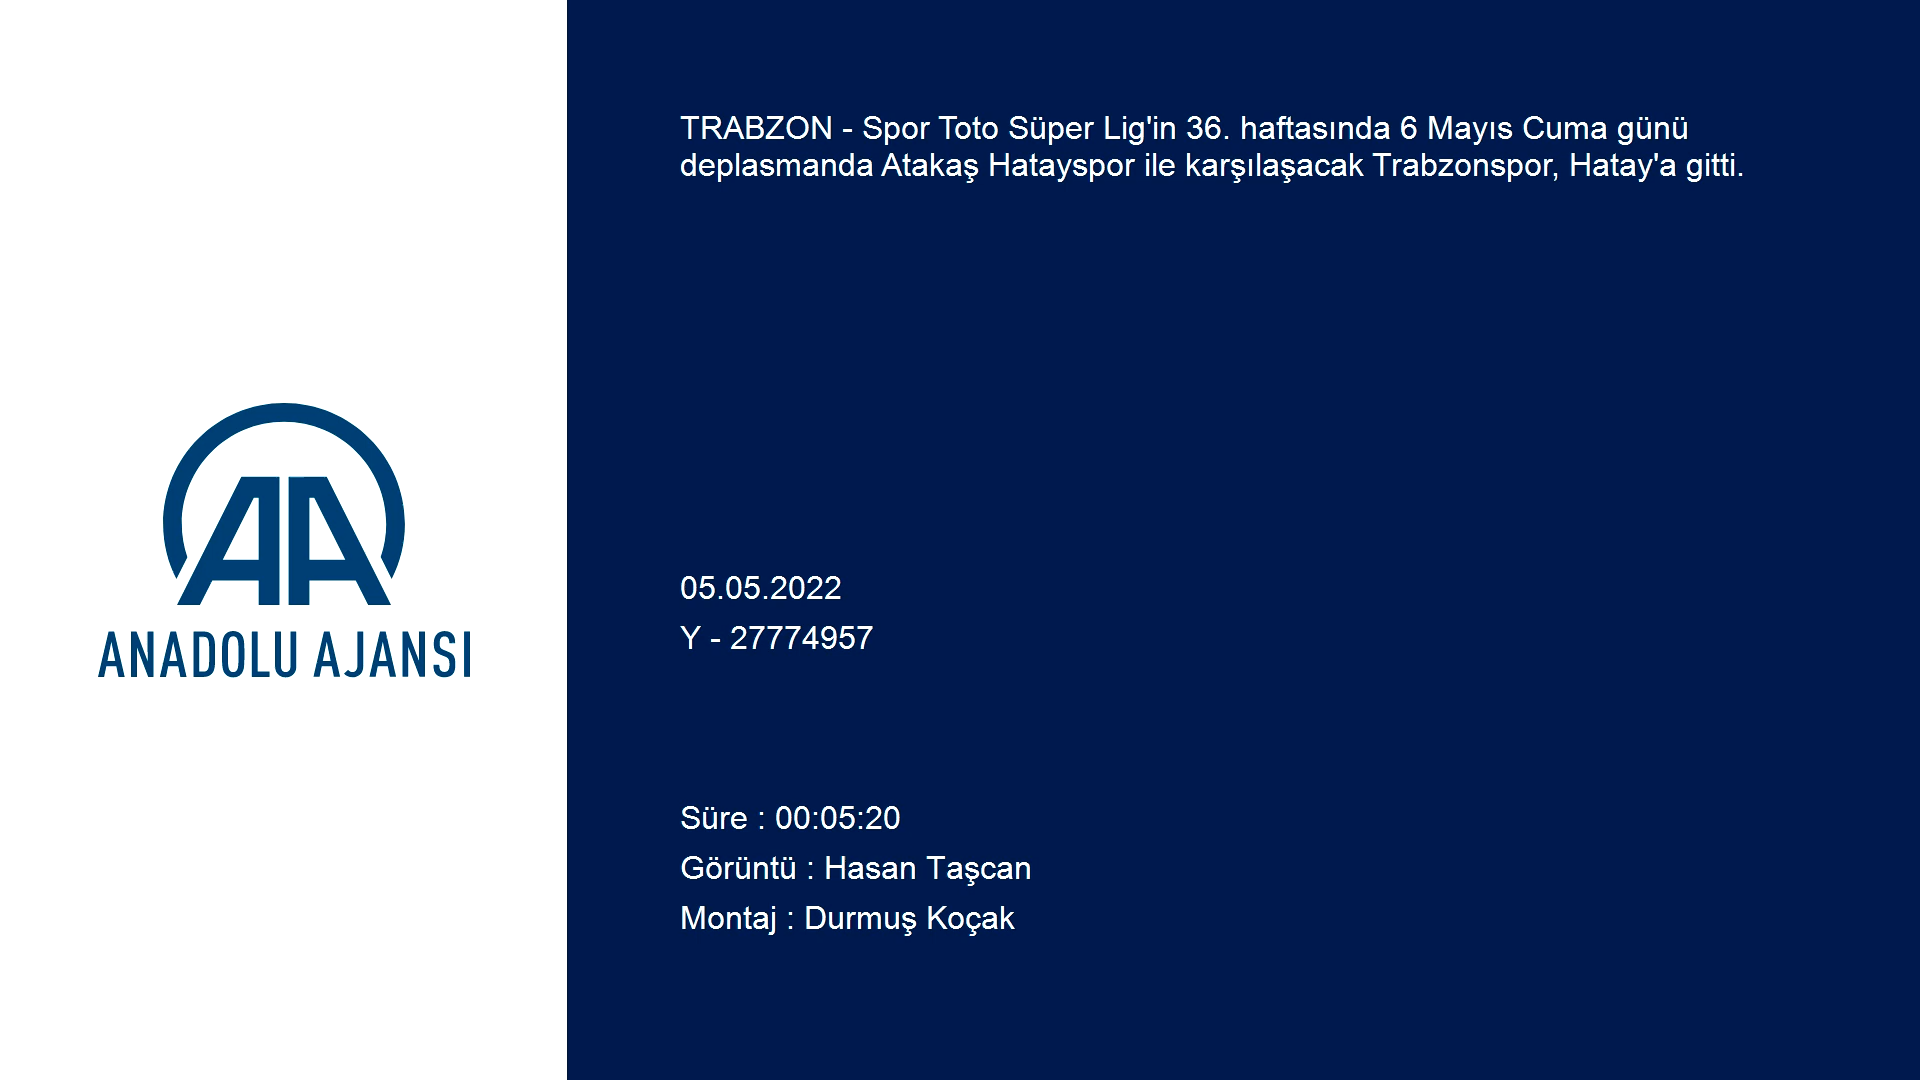 TRABZON - Spor Toto Süper Lig'in 36. haftasında 6 Mayıs Cuma günü
deplasmanda Atakaş Hatayspor ile karşılaşacak Trabzonspor, Hatay'a gitti.
AA
ANADOLU AJANSI
05.05.2022
Y - 27774957
Süre : 00:05:20
Görüntü : Hasan Taşcan
Montaj : Durmuş Koçak